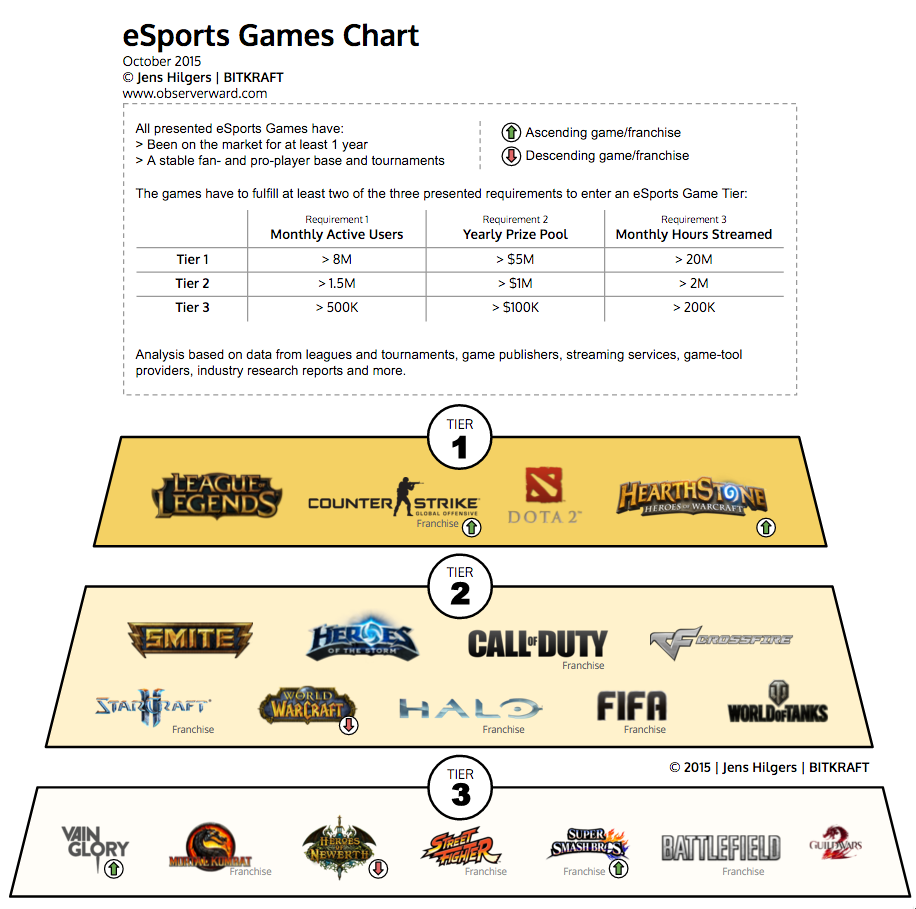 eSports Games Chart
October 2015
© Jens Hilgers | BITKRAFT
www.observerward.com
All presented eSports Games have:
> Been on the market for at least 1 year
> A stable fan- and pro-player base and tournaments
Ascending game/franchise
Descending game/franchise
The games have to fulfill at least two of the three presented requirements to enter an eSports Game Tier:
Requirement 1 Requirement 2 Requirement 3
Monthly Active Users Yearly Prize Pool Monthly Hours Streamed
Tier 1 > 8M > $5M > 20M
Tier 2 > 1.5M > $1M > 2M
Tier 3 > 500K > $100K > 200K
Analysis based on data from leagues and tournaments, game publishers, streaming services, game-tool
providers, industry research reports and more.
TIER
1
LEAGUE
OF
LEGENDS
COUNTER STRIKE
GLOBAL OFFENSIVE
Franchise
DOTA 2
HEARTHSTONE
HEROES OF WARCRAFT
TIER
2
SMITE
HEROES
OF THE STORM
CALL OF DUTY
Franchise
CF CROSSFIRE
STARCRAFT II
Franchise
WORLD
OF
WARCRAFT
HALO
Franchise
FIFA
Franchise
WORLD OF TANKS
© 2015 | Jens Hilgers | BITKRAFT
TIER
3
VAIN
GLORY
MORTAL KOMBAT
Franchise
HEROES
OF
NEWERTH
STREET
FIGHTER
Franchise
SUPER
SMASH BROS.
Franchise
BATTLEFIELD
Franchise
GUILD WARS
2